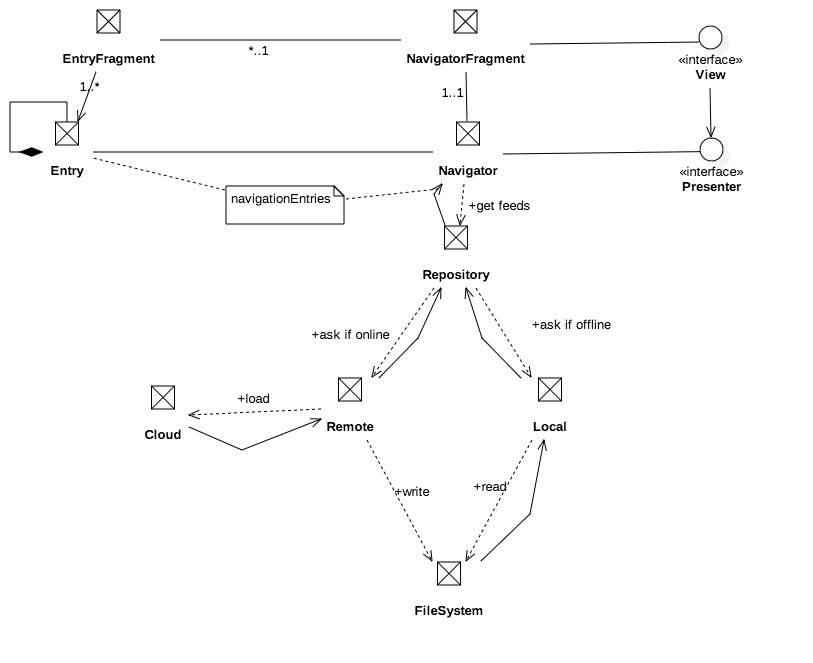 EntryFragment
*..1
NavigatorFragment
«interface»
View
1..*
1..1
Entry
Navigator
«interface»
Presenter
navigationEntries
+get feeds
Repository
+ask if online
+ask if offline
+load
Cloud
Remote
Local
+write
+read
FileSystem